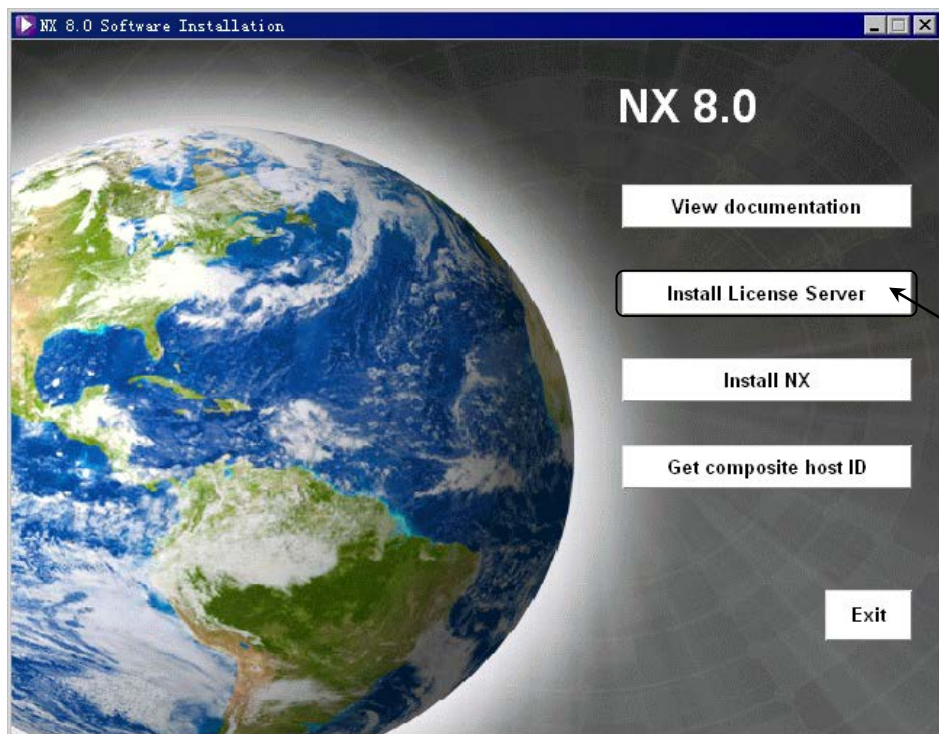 NX 8.0 Software Installation
NX 8.0
View documentation
Install License Server
Install NX
Get composite host ID
Exit